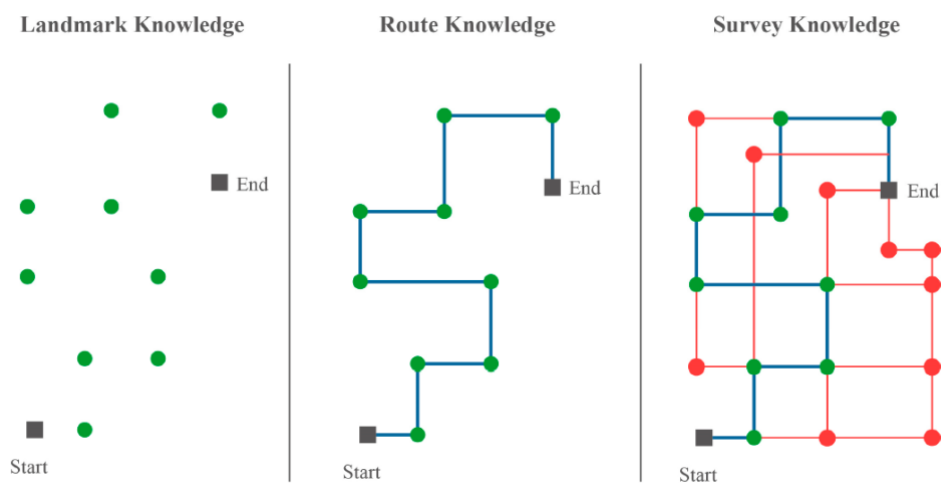 Landmark Knowledge
Route Knowledge
Survey Knowledge
End
Start
End
Start
End
Start